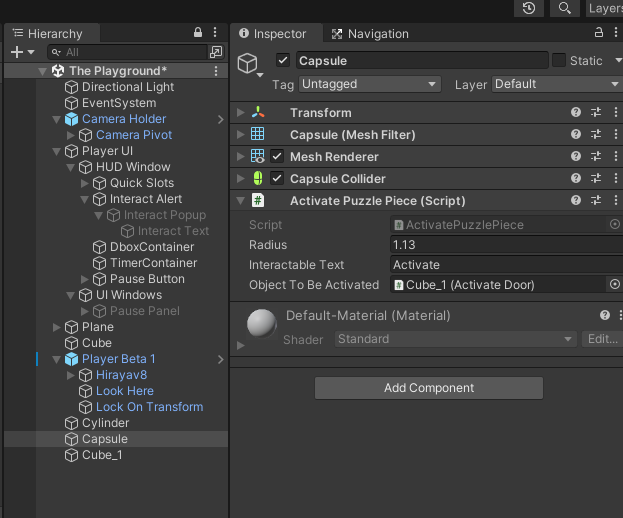 Layers
Hierarchy
All
The Playground*
Directional Light
EventSystem
Camera Holder
Camera Pivot
Player UI
HUD Window
Quick Slots
Interact Alert
Interact Popup
Interact Text
DboxContainer
TimerContainer
Pause Button
UI Windows
Pause Panel
Plane
Cube
Player Beta 1
Hirayav8
Look Here
Lock On Transform
Cylinder
Capsule
Cube_1
Inspector Navigation
Capsule Static
Tag Untagged Layer Default
Transform
Capsule (Mesh Filter)
Mesh Renderer
Capsule Collider
Activate Puzzle Piece (Script)
Script ActivatePuzzlePiece
Radius 1.13
Interactable Text Activate
Object To Be Activated Cube_1 (Activate Door)
Default-Material (Material)
Shader Standard Edit...
Add Component